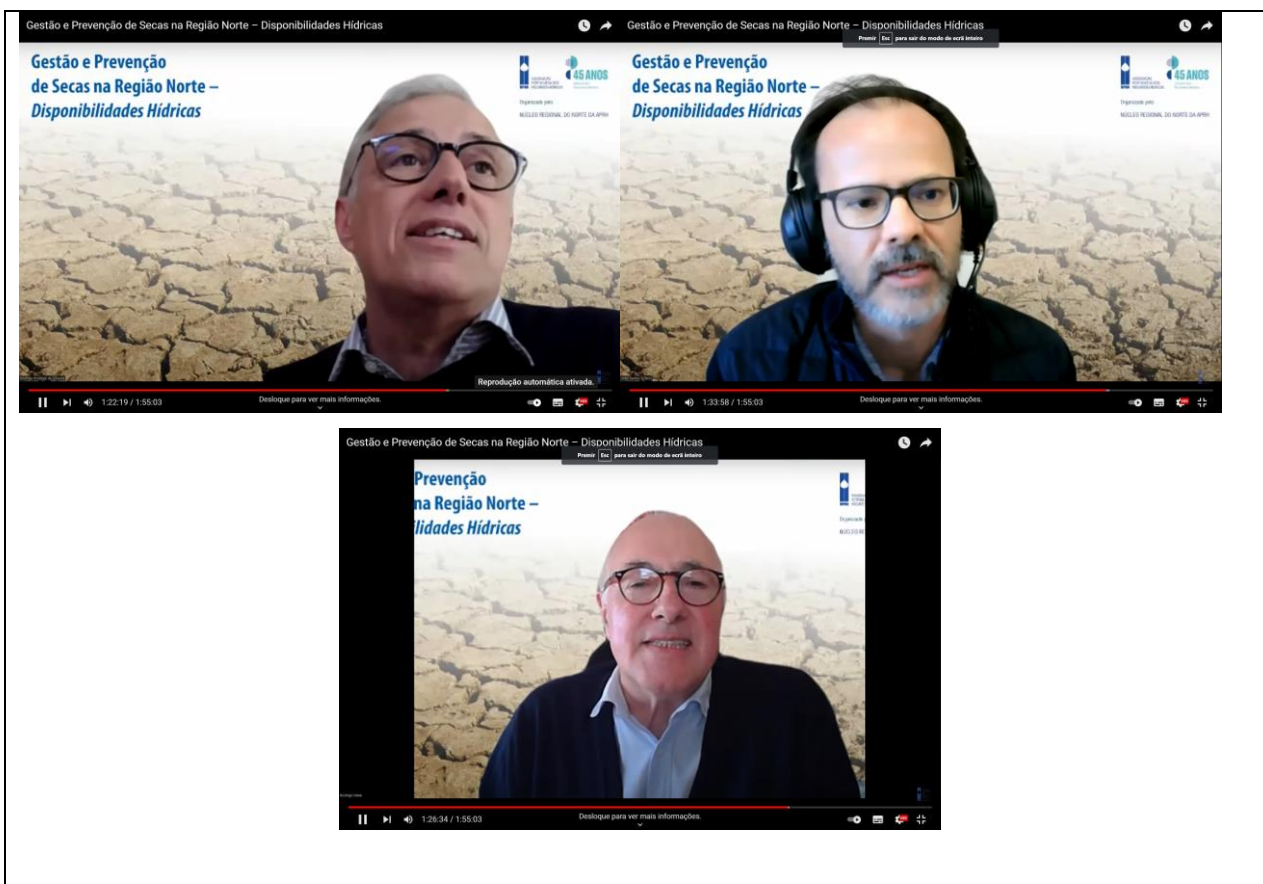 Gestão e Prevenção de Secas na Região Norte – Disponibilidades Hídricas
Gestão e Prevenção
de Secas na Região Norte –
Disponibilidades Hídricas
45 ANOS
Organizado pelo
NÚCLEO REGIONAL DO NORTE DA APRH
Reprodução automática ativada.
1:22:19 / 1:55:03
Desloque para ver mais informações.
Gestão e Prevenção de Secas na Região Norte – Disponibilidades Hídricas
Premir Esc para sair do modo de ecrã inteiro
Gestão e Prevenção
de Secas na Região Norte –
Disponibilidades Hídricas
45 ANOS
Organizado pelo
NÚCLEO REGIONAL DO NORTE DA APRH
1:33:58 / 1:55:03
Desloque para ver mais informações.
Gestão e Prevenção de Secas na Região Norte – Disponibilidades Hídricas
Premir Esc para sair do modo de ecrã inteiro
Prevenção
na Região Norte –
ilidades Hídricas
1:26:34 / 1:55:03
Desloque para ver mais informações.